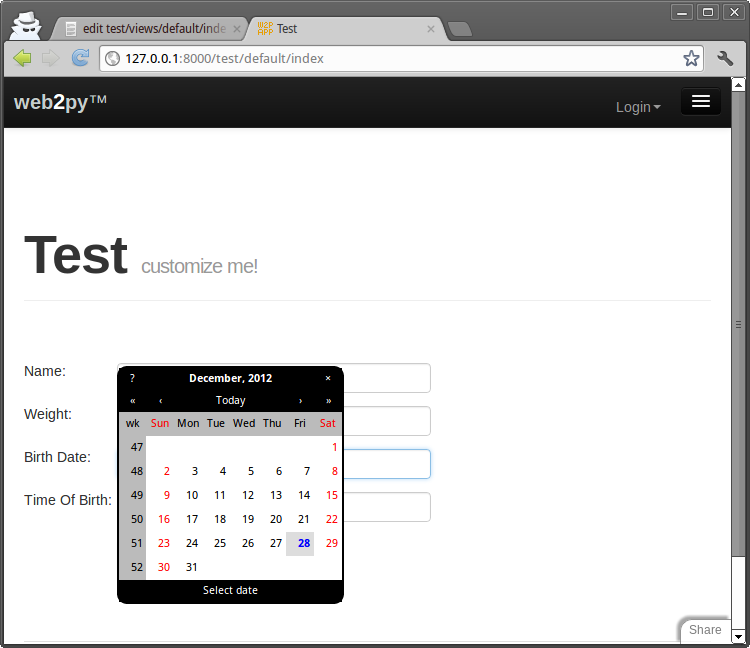 edit test/views/default/inde × W2P APP Test ×
127.0.0.1:8000/test/default/index
web2py™ Login
Test customize me!
Name:
Weight:
Birth Date:
Time Of Birth:
? December, 2012 ×
« ‹ Today › »
wk Sun Mon Tue Wed Thu Fri Sat
47 1
48 2 3 4 5 6 7 8
49 9 10 11 12 13 14 15
50 16 17 18 19 20 21 22
51 23 24 25 26 27 28 29
52 30 31
Select date
Share